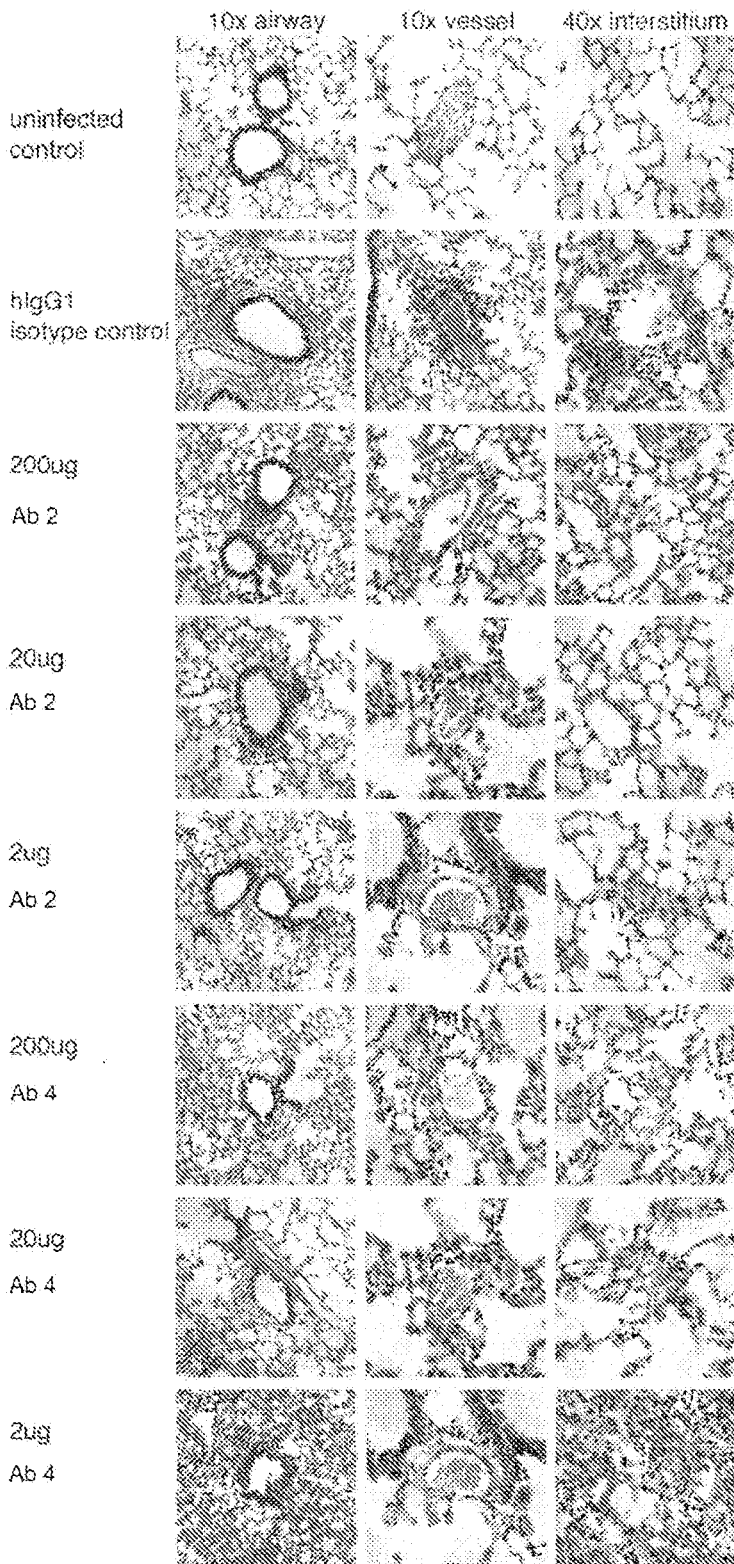 10x airway 10x vessel 40x interstitium
uninfected
control
hIgG1
isotype control
200ug
Ab 2
20ug
Ab 2
2ug
Ab 2
200ug
Ab 4
20ug
Ab 4
2ug
Ab 4